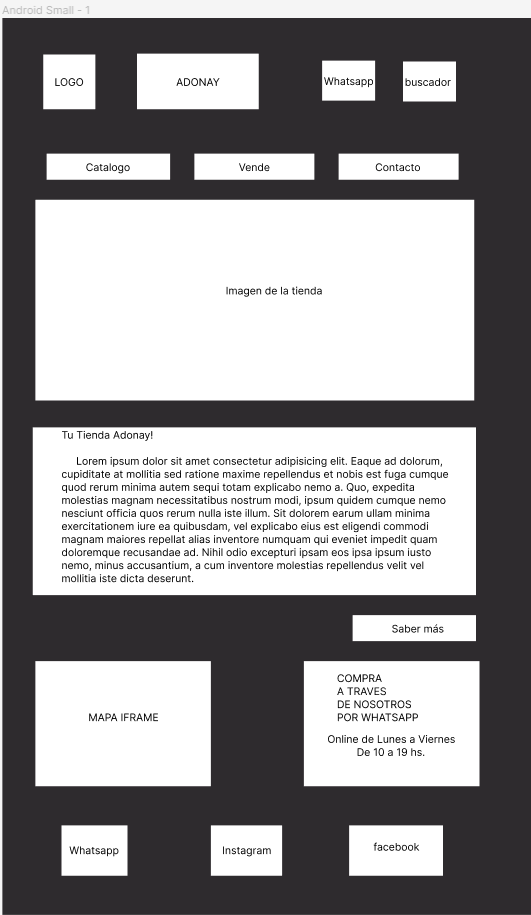 Android Small - 1
LOGO
ADONAY
Whatsapp
buscador
Catalogo
Vende
Contacto
Imagen de la tienda
Tu Tienda Adonay!
Lorem ipsum dolor sit amet consectetur adipisicing elit. Eaque ad dolorum,
cupiditate at mollitia sed ratione maxime repellendus et nobis est fuga cumque
quod rerum minima autem sequi totam explicabo nemo a. Quo, expedita
molestias magnam necessitatibus nostrum modi, ipsum quidem cumque nemo
nesciunt officia quos rerum nulla iste illum. Sit dolorem earum ullam minima
exercitationem iure ea quibusdam, vel explicabo eius est eligendi commodi
magnam maiores repellat alias inventore numquam qui eveniet impedit quam
doloremque recusandae ad. Nihil odio excepturi ipsam eos ipsa ipsum iusto
nemo, minus accusantium, a cum inventore molestias repellendus velit vel
mollitia iste dicta deserunt.
Saber más
MAPA IFRAME
COMPRA
A TRAVES
DE NOSOTROS
POR WHATSAPP
Online de Lunes a Viernes
De 10 a 19 hs.
Whatsapp
Instagram
facebook